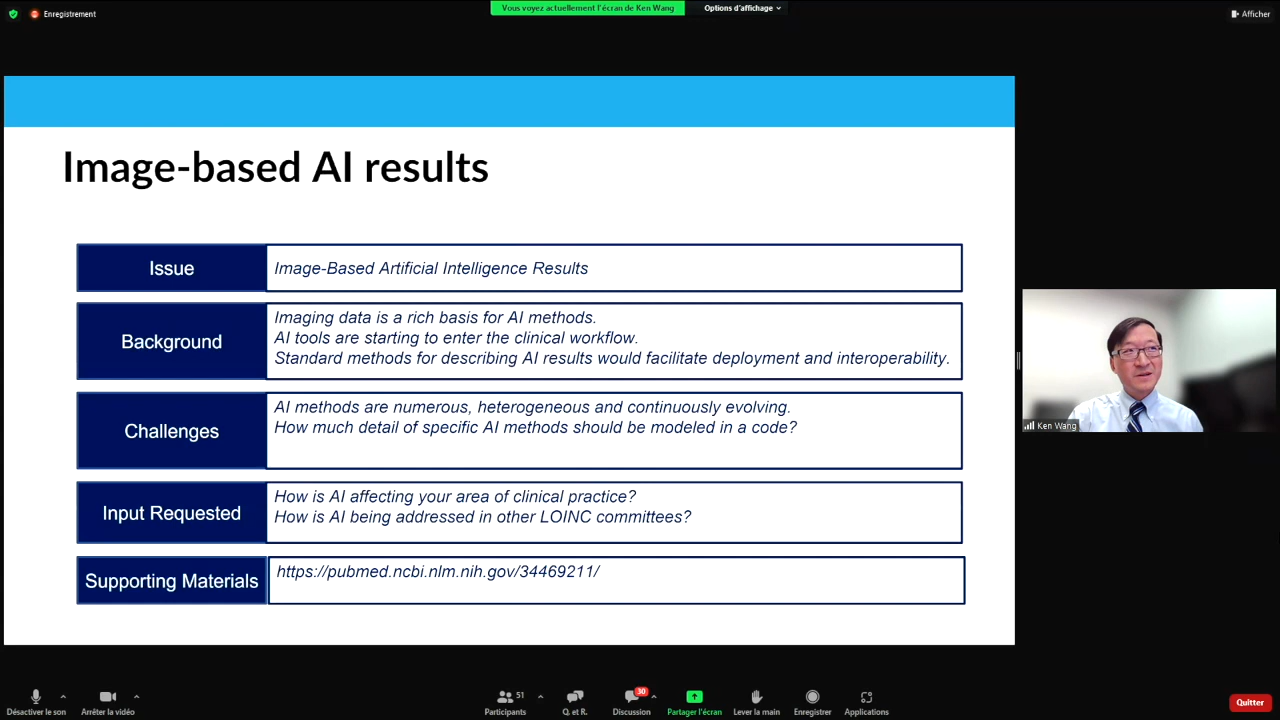 Enregistrement
Vous voyez actuellement l'écran de Ken Wang
Options d'affichage
Afficher
Image-based AI results
Issue
Image-Based Artificial Intelligence Results
Background
Imaging data is a rich basis for AI methods.
AI tools are starting to enter the clinical workflow.
Standard methods for describing AI results would facilitate deployment and interoperability.
Challenges
AI methods are numerous, heterogeneous and continuously evolving.
How much detail of specific AI methods should be modeled in a code?
Input Requested
How is AI affecting your area of clinical practice?
How is AI being addressed in other LOINC committees?
Supporting Materials
https://pubmed.ncbi.nlm.nih.gov/34469211/
Ken Wang
Désactiver le son
Arrêter la vidéo
51
Participants
Q. et R.
30
Discussion
Partager l'écran
Lever la main
Enregistrer
Applications
Quitter